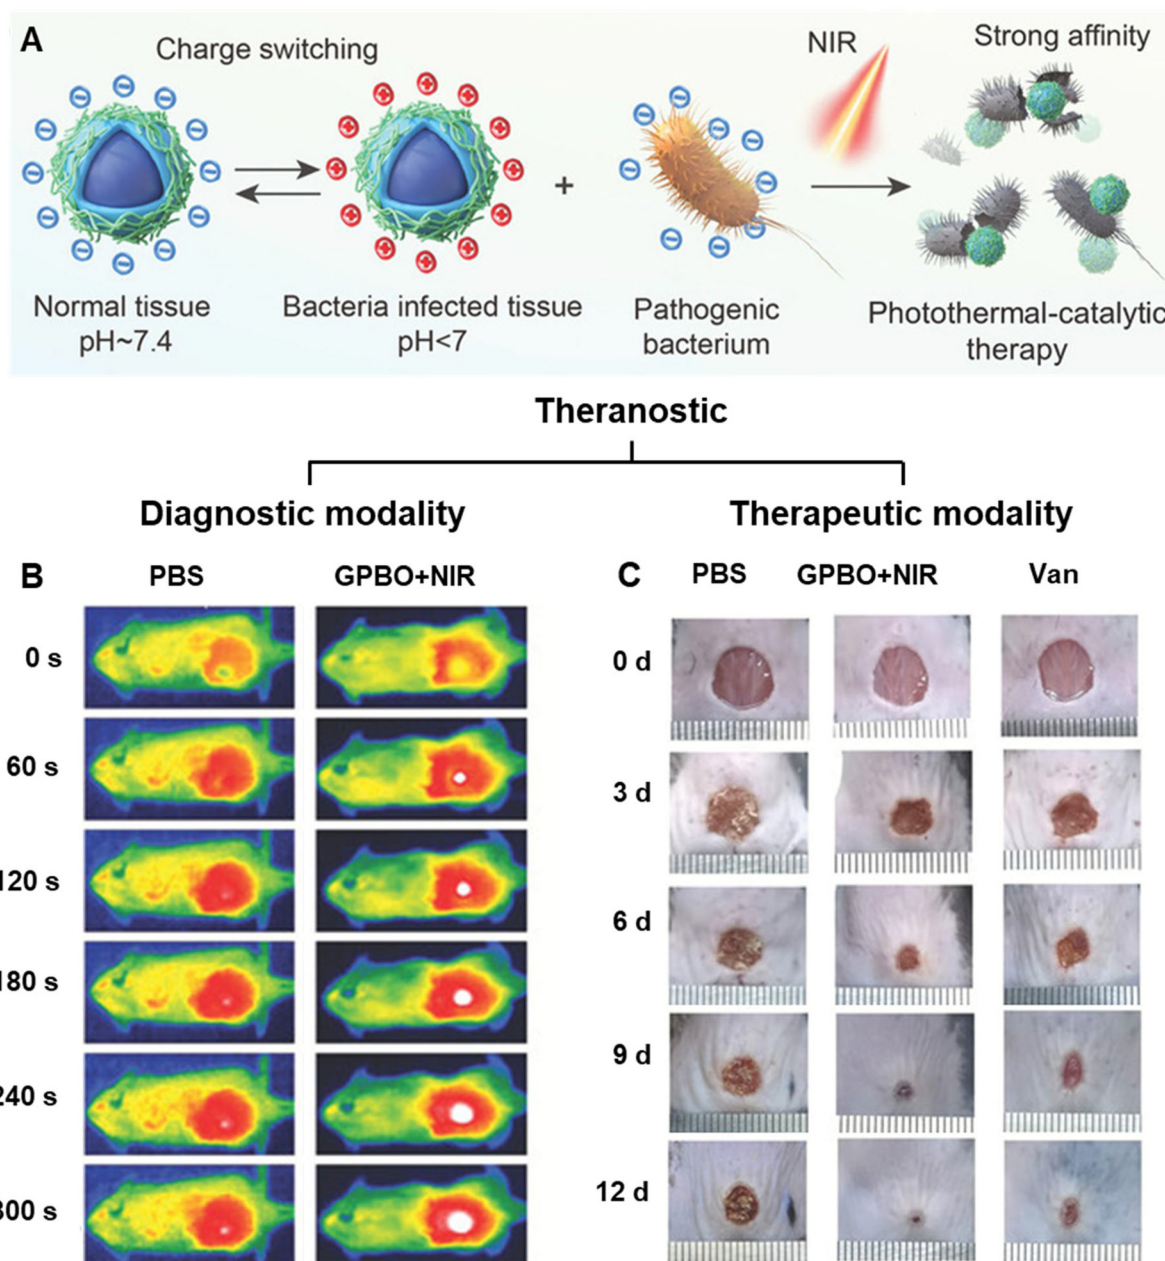 A
Charge switching
NIR
Strong affinity
+
Normal tissue
pH~7.4
Bacteria infected tissue
pH<7
Pathogenic
bacterium
Photothermal-catalytic
therapy
Theranostic
Diagnostic modality
Therapeutic modality
B
PBS
GPBO+NIR
0 s
60 s
120 s
180 s
240 s
300 s
C
PBS
GPBO+NIR
Van
0 d
3 d
6 d
9 d
12 d